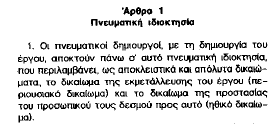 Άρθρο 1
Πνευματική ιδιοκτησία
1. Οι πνευματικοί δημιουργοί, με τη δημιουργία του
έργου, αποκτούν πάνω σ' αυτό πνευματική ιδιοκτησία,
που περιλαμβάνει, ως αποκλειστικά και απόλυτα δικαιώ-
ματα, το δικαίωμα της εκμετάλλευσης του έργου (πε-
ριουσιακό δικαίωμα) και το δικαίωμα της προστασίας
του προσωπικού τους δεσμού προς αυτό (ηθικό δικαίω-
μα).